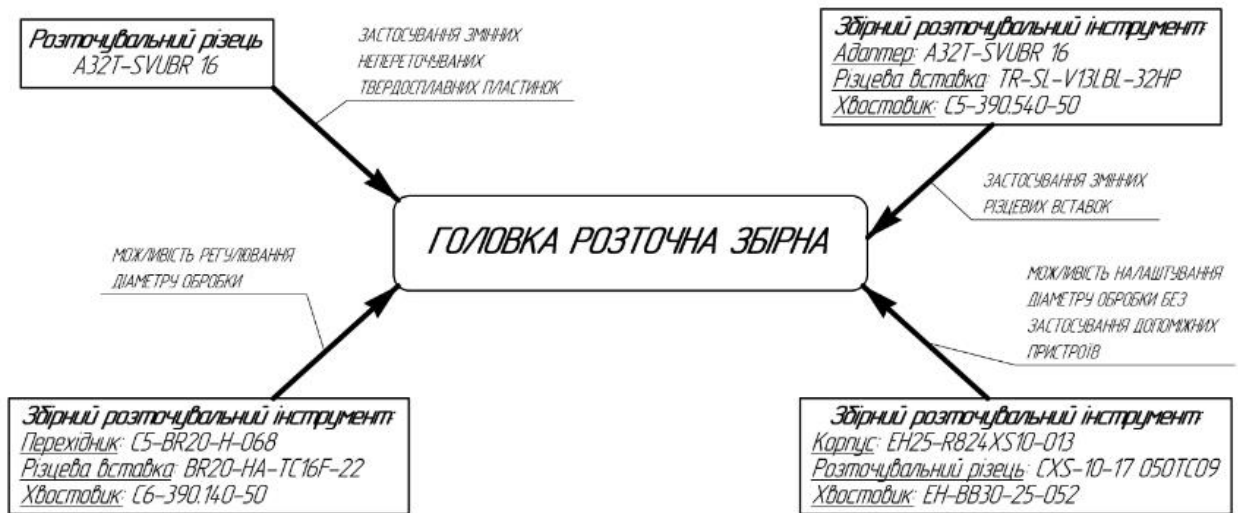 Розточувальний різець
A32T-SVUBR 16
ЗАСТОСУВАННЯ ЗМІННИХ
НЕПЕРЕТОЧУВАНИХ
ТВЕРДОСПЛАВНИХ ПЛАСТИНОК
Збірний розточувальний інструмент:
Адаптер: A32T-SVUBR 16
Різцева вставка: TR-SL-V13LBL-32HP
Хвостовик: C5-390.540-50
ЗАСТОСУВАННЯ ЗМІННИХ
РІЗЦЕВИХ ВСТАВОК
ГОЛОВКА РОЗТОЧНА ЗБІРНА
МОЖЛИВІСТЬ РЕГУЛЮВАННЯ
ДІАМЕТРУ ОБРОБКИ
МОЖЛИВІСТЬ НАЛАШТУВАННЯ
ДІАМЕТРУ ОБРОБКИ БЕЗ
ЗАСТОСУВАННЯ ДОПОМІЖНИХ
ПРИСТРОЇВ
Збірний розточувальний інструмент:
Перехідник: C5-BR20-H-068
Різцева вставка: BR20-HA-TC16F-22
Хвостовик: C6-390.140-50
Збірний розточувальний інструмент:
Корпус: EH25-R824XS10-013
Розточувальний різець: CXS-10-17 050TC09
Хвостовик: EH-BB30-25-052